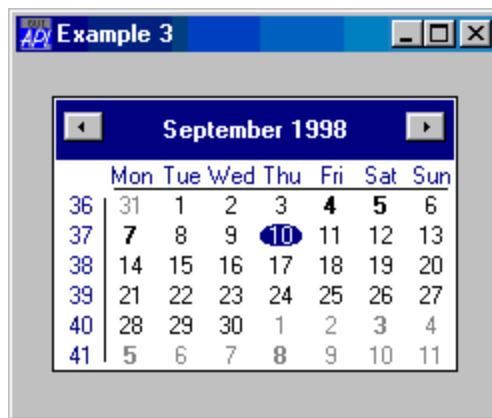 GUI
API Example 3
September 1998
Mon Tue Wed Thu Fri Sat Sun
36 31 1 2 3 4 5 6
37 7 8 9 10 11 12 13
38 14 15 16 17 18 19 20
39 21 22 23 24 25 26 27
40 28 29 30 1 2 3 4
41 5 6 7 8 9 10 11